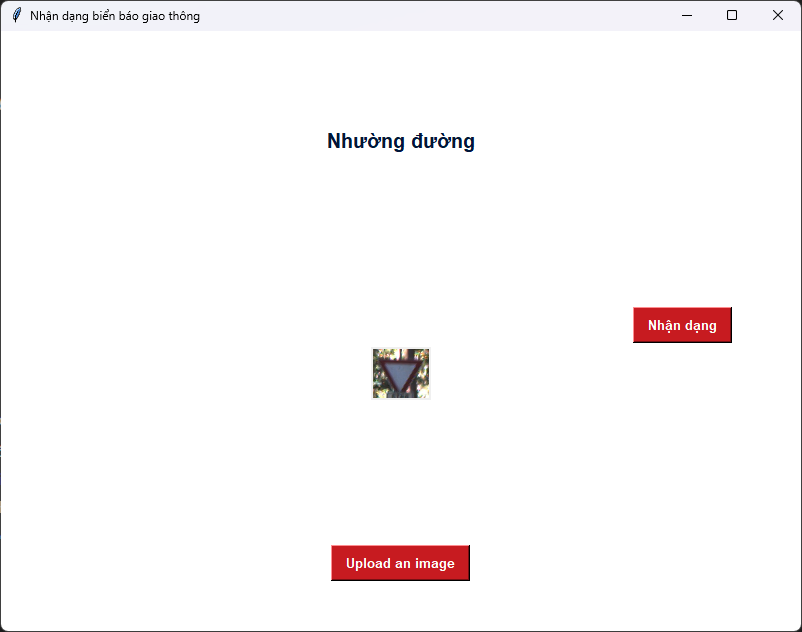 Nhận dạng biển báo giao thông
Nhường đường
Nhận dạng
Upload an image